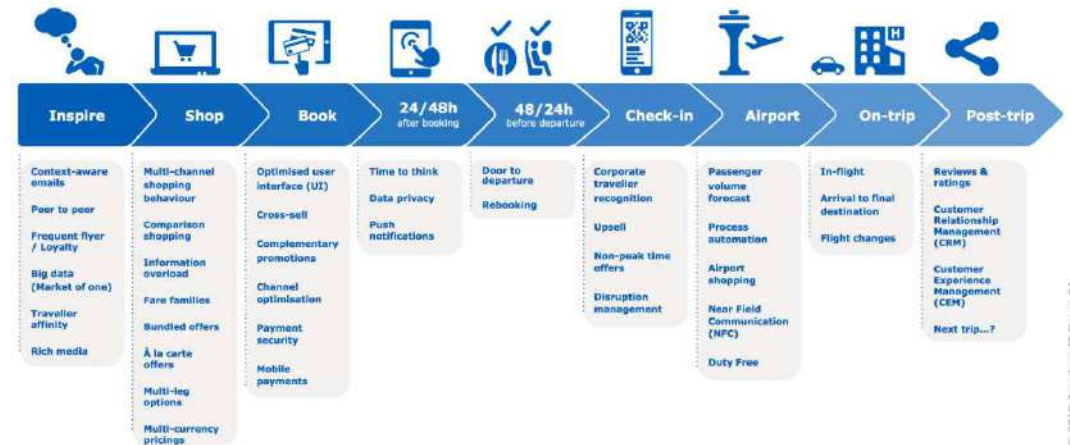 H
Inspire
Shop
Book
24/48h
after booking
48/24h
before departure
Check-in
Airport
On-trip
Post-trip
Context-aware
emails
Peer to peer
Frequent flyer
/ Loyalty
Big data
(Market of one)
Traveller
affinity
Rich media
Multi-channel
shopping
behaviour
Comparison
shopping
Information
overload
Fare families
Bundled offers
À la carte
offers
Multi-leg
options
Multi-currency
pricings
Optimised user
interface (UI)
Cross-sell
Complementary
promotions
Channel
optimisation
Payment
security
Mobile
payments
Time to think
Data privacy
Push
notifications
Door to
departure
Rebooking
Corporate
traveller
recognition
Upsell
Non-peak time
offers
Disruption
management
Passenger
volume
forecast
Process
automation
Airport
shopping
Near Field
Communication
(NFC)
Duty Free
In-flight
Arrival to final
destination
Flight changes
Reviews &
ratings
Customer
Relationship
Management
(CRM)
Customer
Experience
Management
(CEM)
Next trip...?